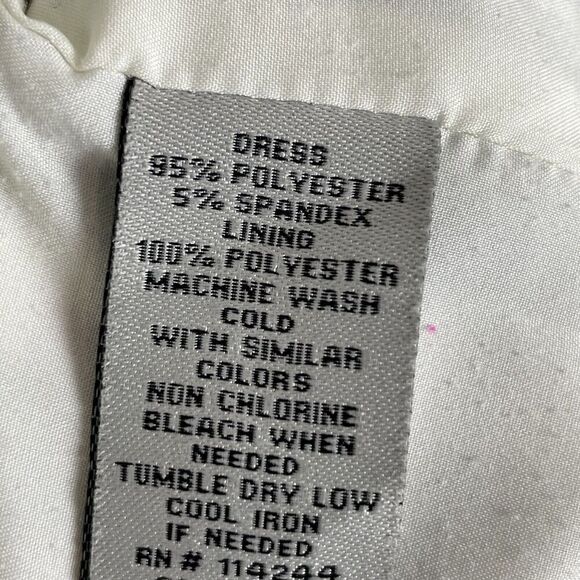 DRESS
95% POLYESTER
5% SPANDEX
LINING
100% POLYESTER
MACHINE WASH
COLD
WITH SIMILAR
COLORS
NON CHLORINE
BLEACH WHEN
NEEDED
TUMBLE DRY LOW
COOL IRON
IF NEEDED
RN # 114244